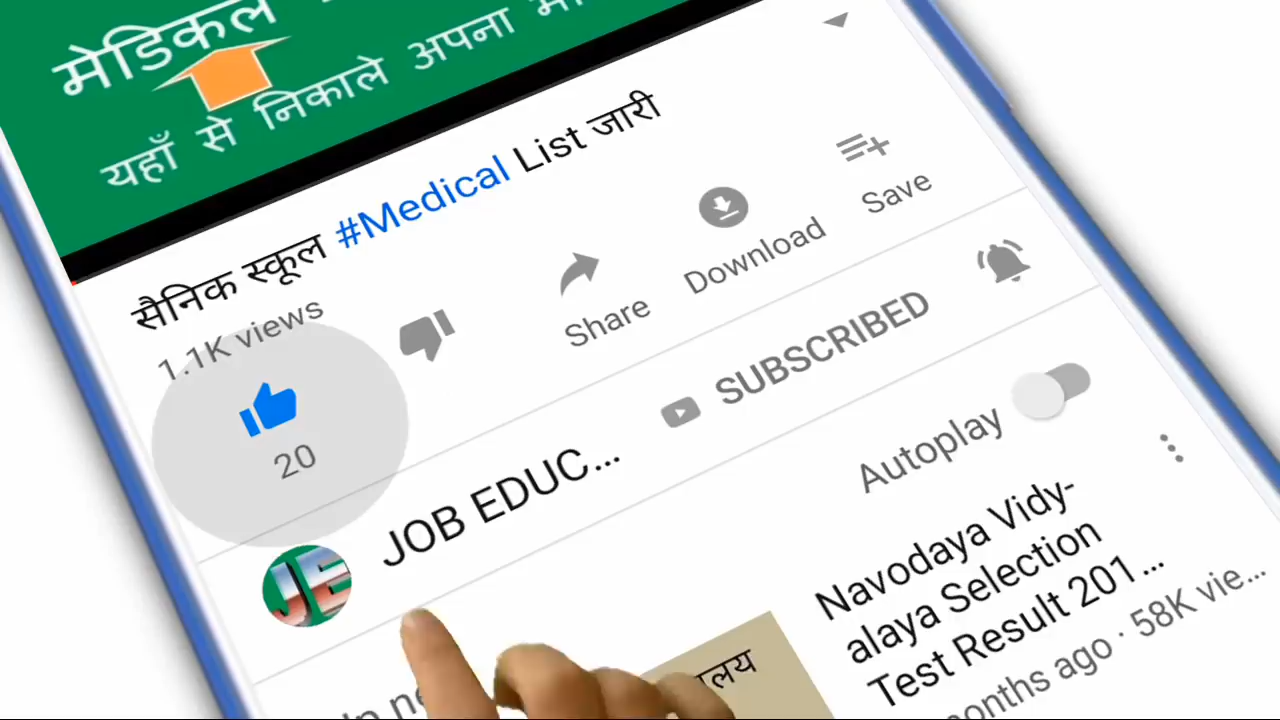 मेडिकल
यहाँ से निकाले अपना
सैनिक स्कूल #Medical List जारी
1.1K views
20
Share
Download
Save
JOB EDUC...
SUBSCRIBED
JE
Autoplay
Navodaya Vidy-
alaya Selection
Test Result 201...
months ago · 58K vie...